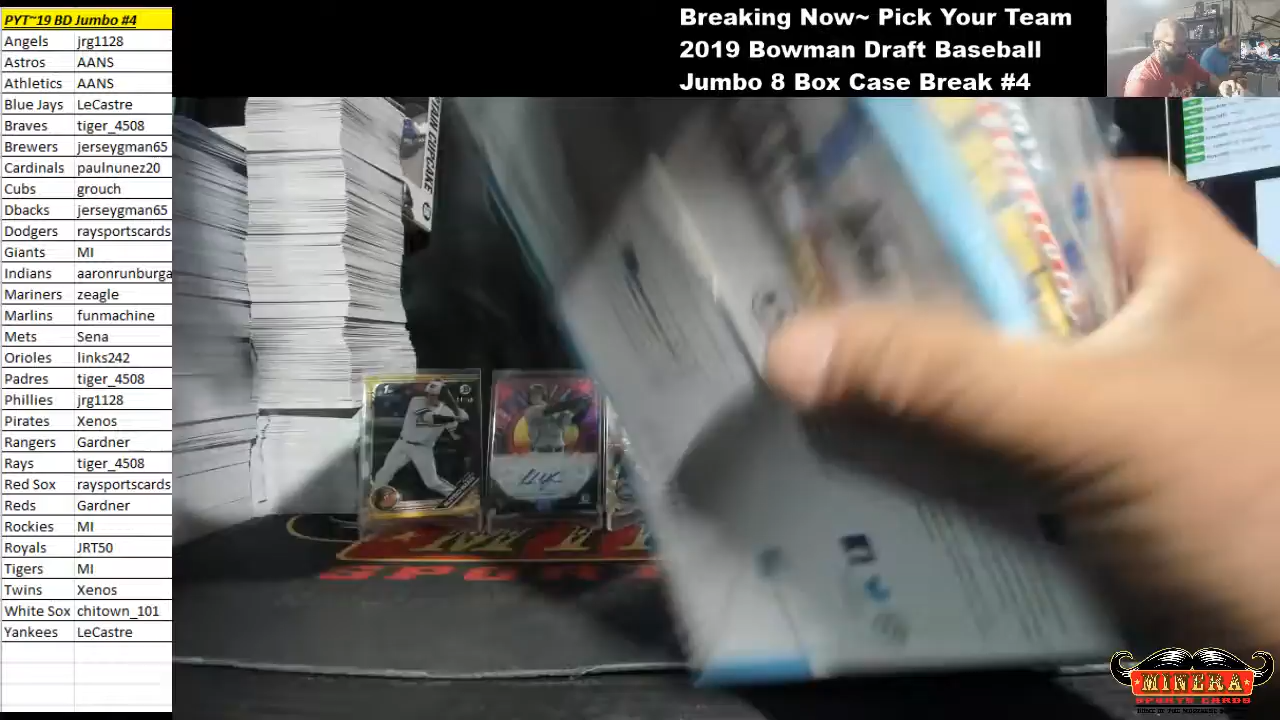 PYT~19 BD Jumbo #4
Angels jrg1128
Astros AANS
Athletics AANS
Blue Jays LeCastre
Braves tiger_4508
Brewers jerseygman65
Cardinals paulnunez20
Cubs grouch
Dbacks jerseygman65
Dodgers raysportscards
Giants MI
Indians aaronrunburga
Mariners zeagle
Marlins funmachine
Mets Sena
Orioles links242
Padres tiger_4508
Phillies jrg1128
Pirates Xenos
Rangers Gardner
Rays tiger_4508
Red Sox raysportscards
Reds Gardner
Rockies MI
Royals JRT50
Tigers MI
Twins Xenos
White Sox chitown_101
Yankees LeCastre
Breaking Now~ Pick Your Team
2019 Bowman Draft Baseball
Jumbo 8 Box Case Break #4
MINERA
SPORTS CARDS